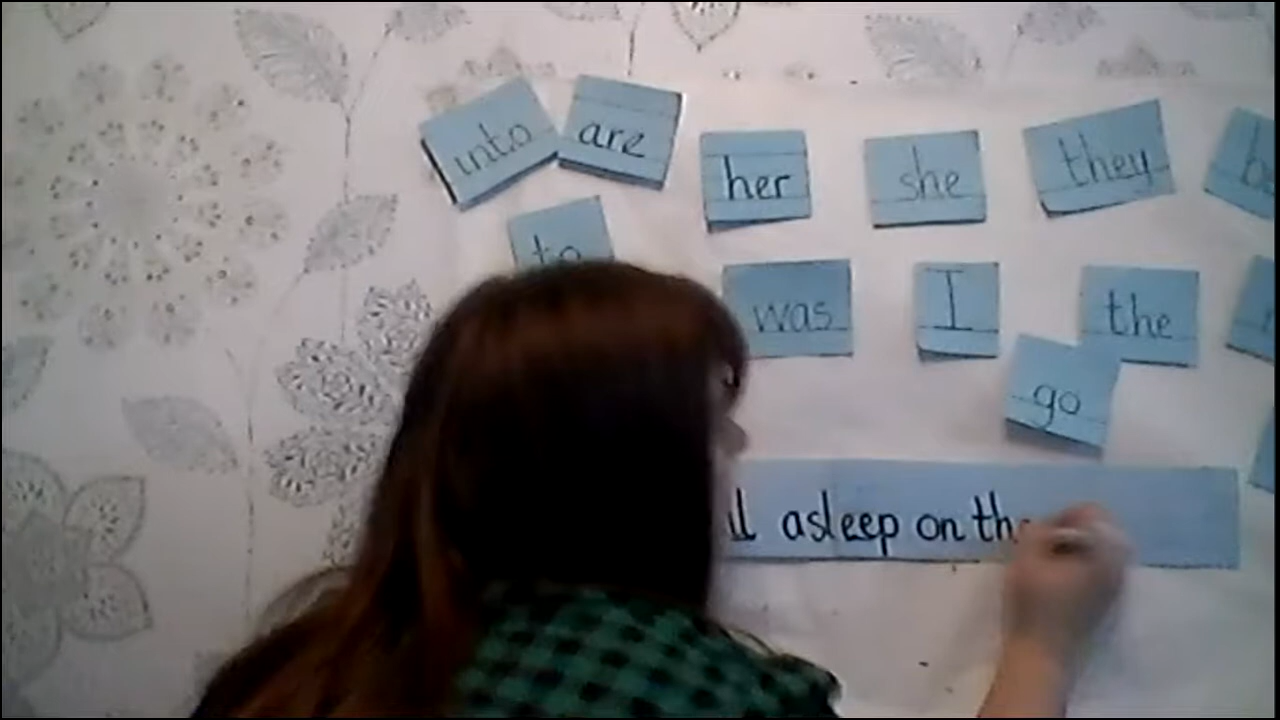 into are her she they
to was I the
go
asleep on the